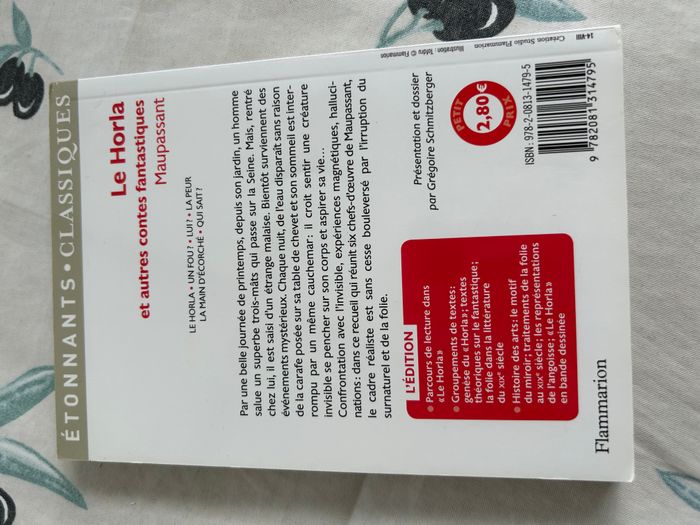 ÉTONNANTS • CLASSIQUES
Le Horla
et autres contes fantastiques
Maupassant
LE HORLA • UN FOU ? • LUI ? • LA PEUR
LA MAIN D'ÉCORCHÉ • QUI SAIT ?
Par une belle journée de printemps, depuis son jardin, un homme
salue un superbe trois-mâts qui passe sur la Seine. Mais, rentré
chez lui, il est saisi d'un étrange malaise. Bientôt surviennent des
événements mystérieux. Chaque nuit, de l'eau disparaît sans raison
de la carafe posée sur sa table de chevet et son sommeil est inter-
rompu par un même cauchemar : il croit sentir une créature
invisible se pencher sur son corps et aspirer sa vie...
Confrontation avec l'invisible, expériences magnétiques, halluci-
nations : dans ce recueil qui réunit six chefs-d'œuvre de Maupassant,
le cadre réaliste est sans cesse bouleversé par l'irruption du
surnaturel et de la folie.
L'ÉDITION
• Parcours de lecture dans
« Le Horla »
• Groupements de textes :
genèse du « Horla » ; textes
théoriques sur le fantastique ;
la folie dans la littérature
du XIXe siècle
• Histoire des arts : le motif
du miroir ; traitements de la folie
au XIXe siècle ; les représentations
de l'angoisse ; « Le Horla »
en bande dessinée
Présentation et dossier
par Grégoire Schmitzberger
PETIT
2,80 €
PRIX
ISBN : 978-2-0813-1479-5
9 782081 314795
Flammarion
14-VIII Création Studio Flammarion
Illustration : Tofdru © Flammarion